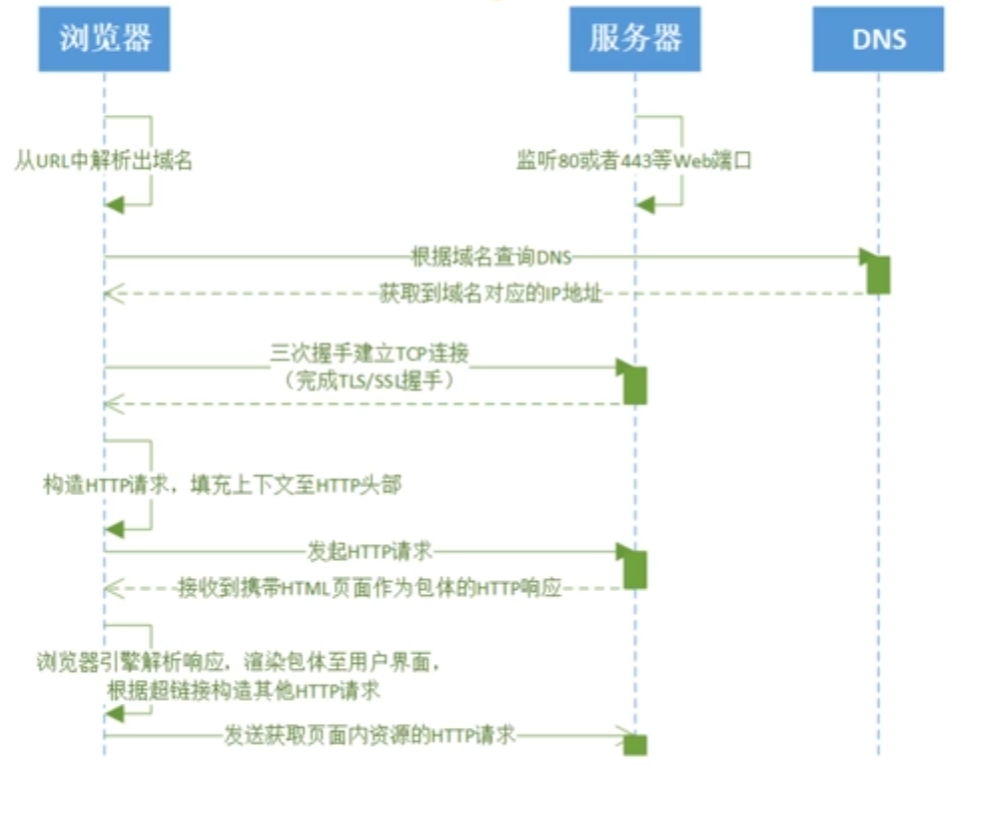 浏览器
服务器
DNS
从URL中解析出域名
监听80或者443等Web端口
根据域名查询DNS
获取到域名对应的IP地址
三次握手建立TCP连接
（完成TLS/SSL握手）
构造HTTP请求，填充上下文至HTTP头部
发起HTTP请求
接收到携带HTML页面作为包体的HTTP响应
浏览器引擎解析响应，渲染包体至用户界面，
根据超链接构造其他HTTP请求
发送获取页面内资源的HTTP请求